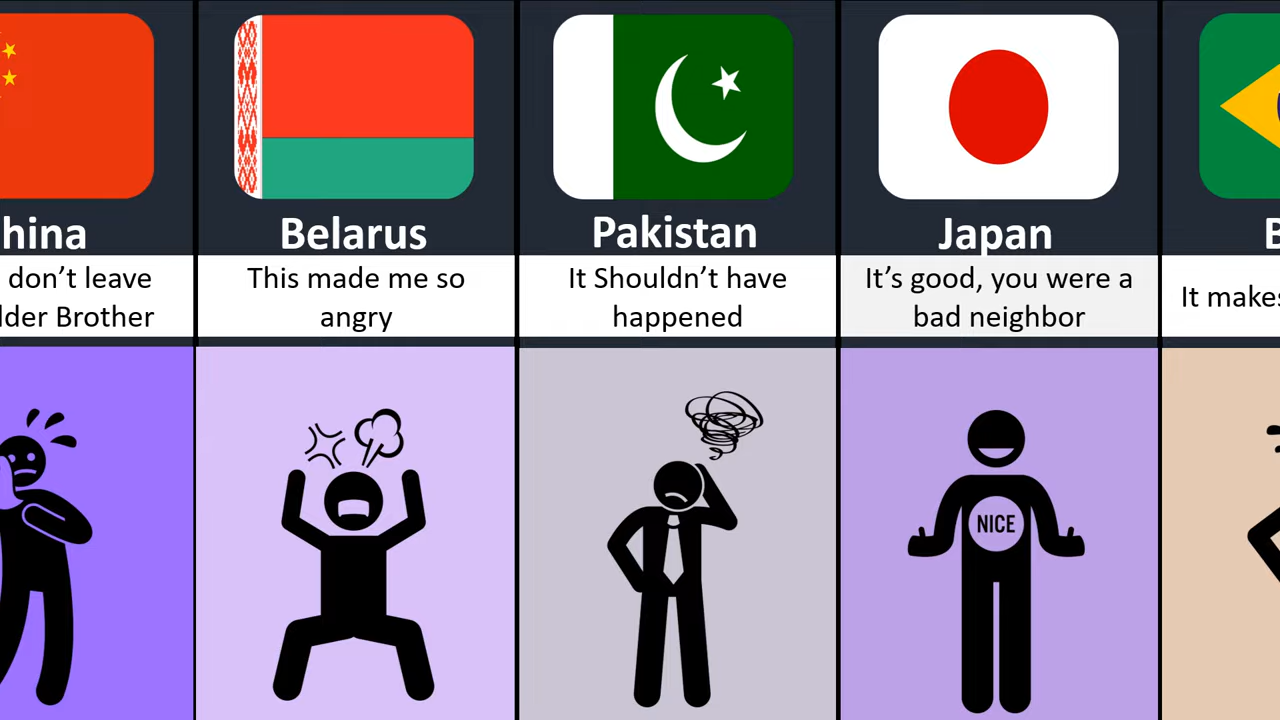 hina
don't leave
lder Brother
Belarus
This made me so
angry
Pakistan
It Shouldn't have
happened
Japan
It's good, you were a
bad neighbor
NICE
B
It makes